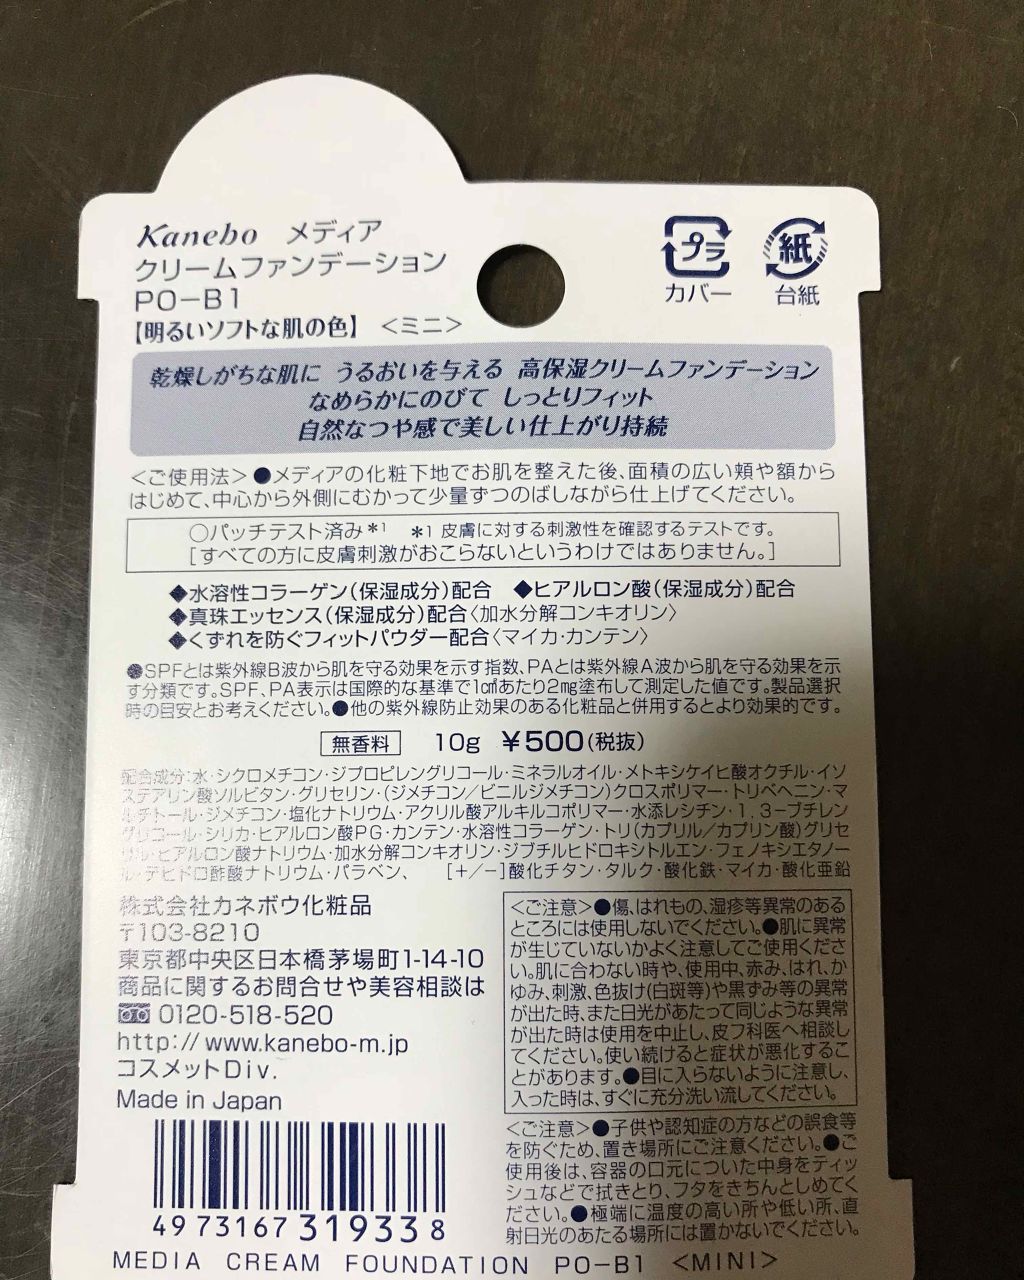 Kanebo メディア
クリームファンデーション
PO-B1
【明るいソフトな肌の色】 <ミニ>
プラ
カバー
紙
台紙
乾燥しがちな肌に うるおいを与える 高保湿クリームファンデーション
なめらかにのびて しっとりフィット
自然なつや感で美しい仕上がり持続
<ご使用法>●メディアの化粧下地でお肌を整えた後、面積の広い頬や額から
はじめて、中心から外側にむかって少量ずつのばしながら仕上げてください。
○パッチテスト済み*1 *1 皮膚に対する刺激性を確認するテストです。
[すべての方に皮膚刺激がおこらないというわけではありません。]
◆水溶性コラーゲン(保湿成分)配合 ◆ヒアルロン酸(保湿成分)配合
◆真珠エッセンス(保湿成分)配合〈加水分解コンキオリン〉
◆くずれを防ぐフィットパウダー配合〈マイカ・カンテン〉
●SPFとは紫外線B波から肌を守る効果を示す指数、PAとは紫外線A波から肌を守る効果を示
す分類です。SPF、PA表示は国際的な基準で1c㎡あたり2mg塗布して測定した値です。製品選択
時の目安とお考えください。●他の紫外線防止効果のある化粧品と併用するとより効果的です。
無香料 10g ¥500(税抜)
配合成分:水・シクロメチコン・ジプロピレングリコール・ミネラルオイル・メトキシケイヒ酸オクチル・イソ
ステアリン酸ソルビタン・グリセリン・(ジメチコン/ビニルジメチコン)クロスポリマー・トリベヘニン・マ
ルチトール・ジメチコン・塩化ナトリウム・アクリル酸アルキルコポリマー・水添レシチン・1,3-ブチレン
グリコール・シリカ・ヒアルロン酸PG・カンテン・水溶性コラーゲン・トリ(カプリル/カプリン酸)グリセ
リル・ヒアルロン酸ナトリウム・加水分解コンキオリン・ジブチルヒドロキシトルエン・フェノキシエタノー
ル・デヒドロ酢酸ナトリウム・パラベン、 [+/-]酸化チタン・タルク・酸化鉄・マイカ・酸化亜鉛
株式会社カネボウ化粧品
〒103-8210
東京都中央区日本橋茅場町1-14-10
商品に関するお問合せや美容相談は
0120-518-520
http://www.kanebo-m.jp
コスメットDiv.
Made in Japan
<ご注意>●傷、はれもの、湿疹等異常のある
ところには使用しないでください。●肌に異常
が生じていないかよく注意してご使用くださ
い。肌に合わない時や、使用中、赤み、はれ、か
ゆみ、刺激、色抜け(白斑等)や黒ずみ等の異常
が出た時、また日光があたって同じような異常
が出た時は使用を中止し、皮フ科医へ相談し
てください。使い続けると症状が悪化するこ
とがあります。●目に入らないように注意し、
入った時は、すぐに充分洗い流してください。
<ご注意>●子供や認知症の方などの誤食等
を防ぐため、置き場所にご注意ください。●ご
使用後は、容器の口元についた中身をティッ
シュなどで拭きとり、フタをきちんとしめてく
ださい。●極端に温度の高い所や低い所、直
射日光のあたる場所には置かないでください。
4973167319338
MEDIA CREAM FOUNDATION PO-B1 <MINI>